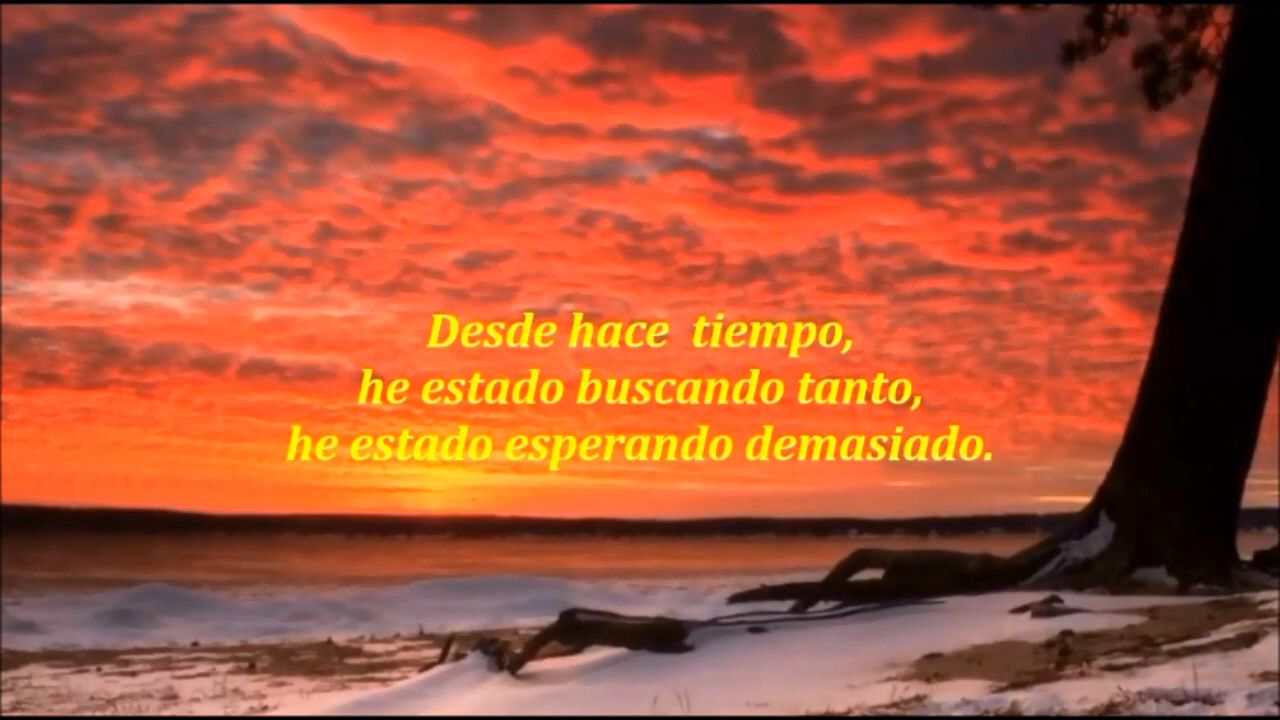 Desde hace  tiempo,
he estado buscando tanto,
he estado esperando demasiado.